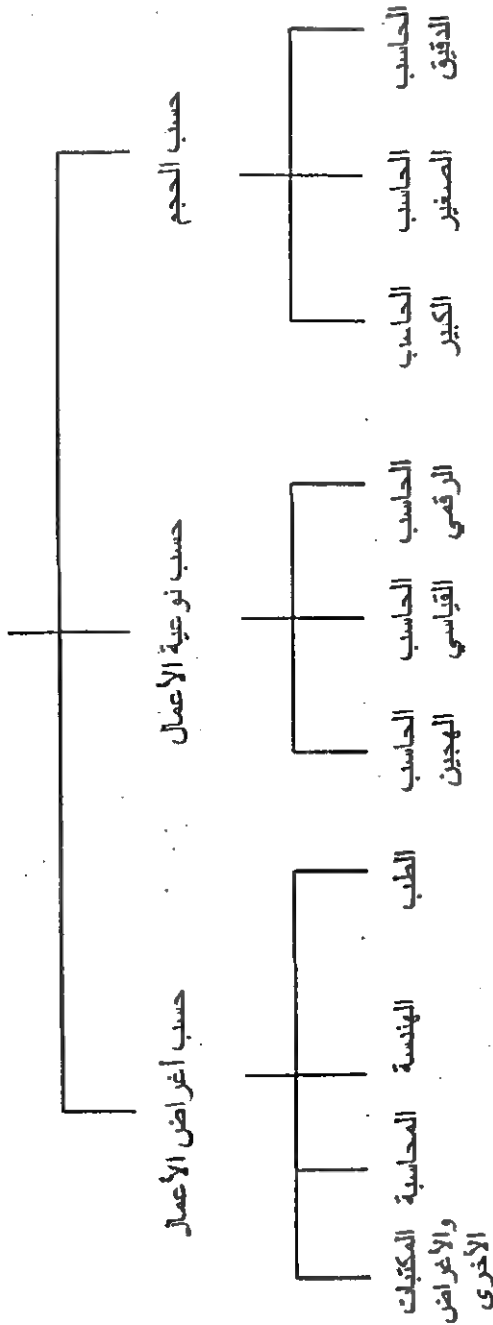 حسب الحجم
حسب نوعية الأعمال
حسب أغراض الأعمال
الحاسب
الدقيق
الحاسب
الصغير
الحاسب
الكبير
الحاسب
الرقمي
الحاسب
القياسي
الحاسب
الهجين
الطب
الهندسة
المحاسبة
المكتبات
والأغراض
الأخرى